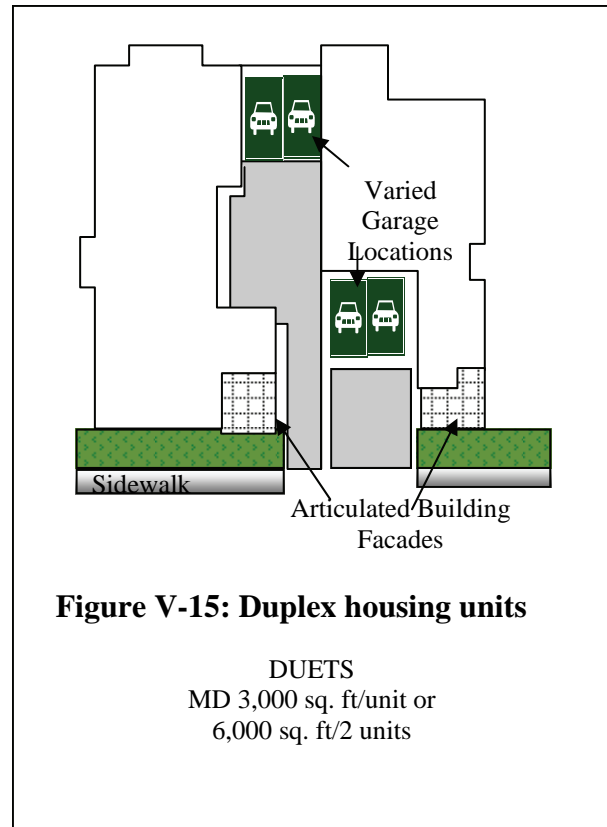 Varied
Garage
Locations
Sidewalk
Articulated Building
Facades
Figure V-15: Duplex housing units
DUETS
MD 3,000 sq. ft/unit or
6,000 sq. ft/2 units